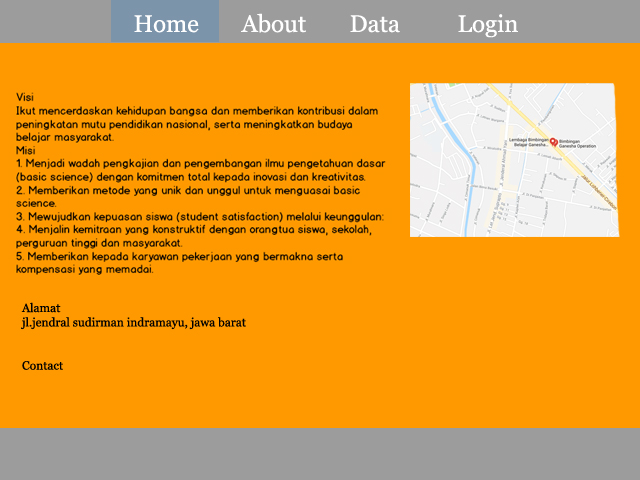 Home About Data Login
Visi
Ikut mencerdaskan kehidupan bangsa dan memberikan kontribusi dalam
peningkatan mutu pendidikan nasional, serta meningkatkan budaya
belajar masyarakat.
Misi
1. Menjadi wadah pengkajian dan pengembangan ilmu pengetahuan dasar
(basic science) dengan komitmen total kepada inovasi dan kreativitas.
2. Memberikan metode yang unik dan unggul untuk menguasai basic
science.
3. Mewujudkan kepuasan siswa (student satisfaction) melalui keunggulan:
4. Menjalin kemitraan yang konstruktif dengan orangtua siswa, sekolah,
perguruan tinggi dan masyarakat.
5. Memberikan kepada karyawan pekerjaan yang bermakna serta
kompensasi yang memadai.
Lembaga Bimbingan
Belajar Ganesha...
Bimbingan
Ganesha Operation
Alamat
jl.jendral sudirman indramayu, jawa barat
Contact